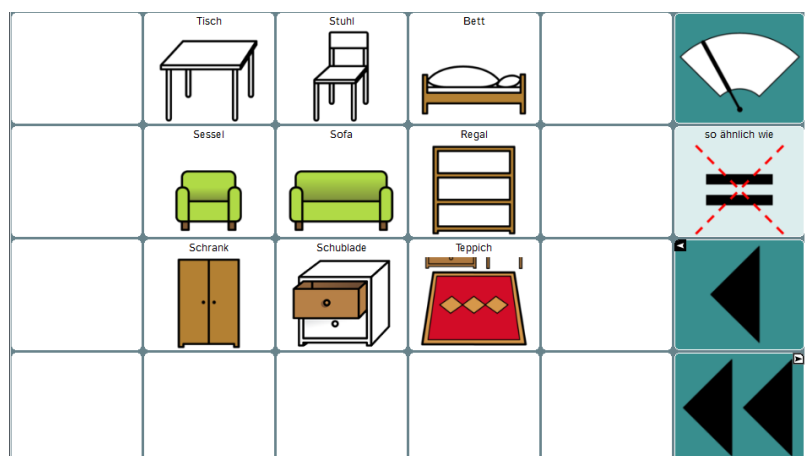 Tisch
Stuhl
Bett
Sessel
Sofa
Regal
so ähnlich wie
Schrank
Schublade
Teppich